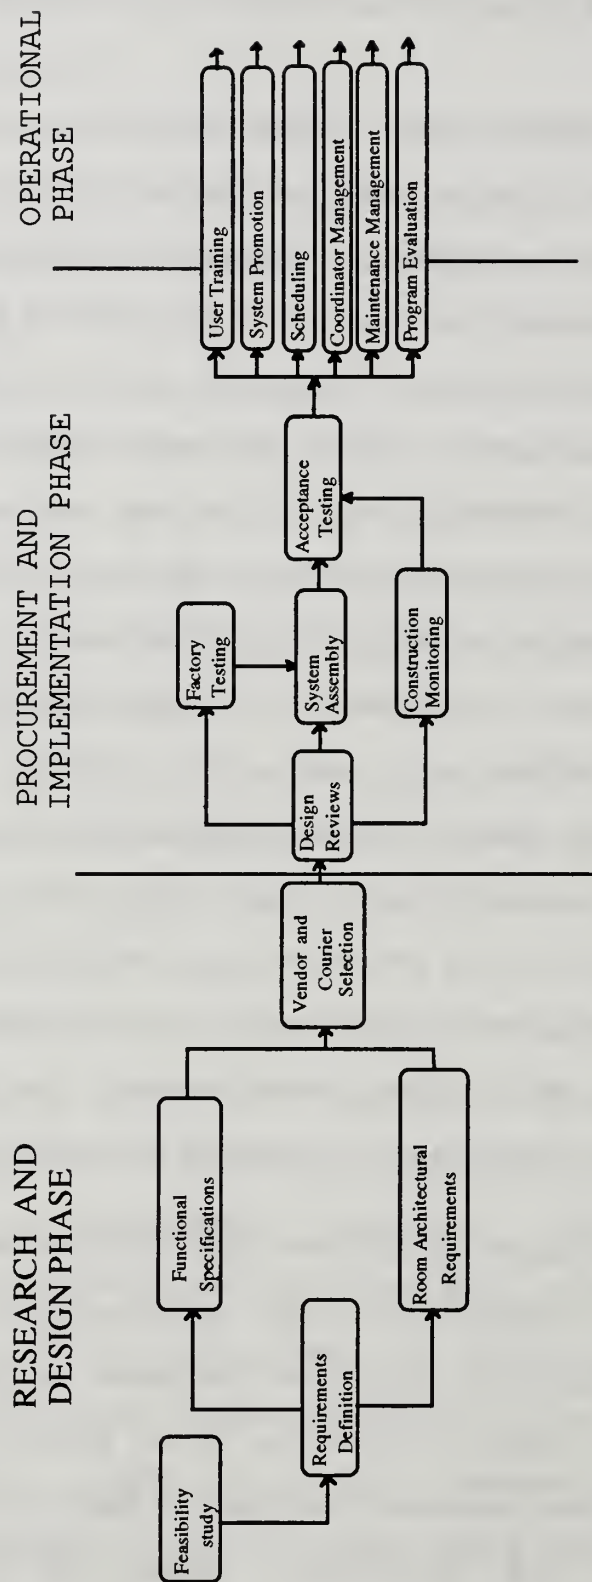 RESEARCH AND
DESIGN PHASE
Feasibility
study
Requirements
Definition
Functional
Specifications
Room Architectural
Requirements
Vendor and
Courier
Selection
PROCUREMENT AND
IMPLEMENTATION PHASE
Design
Reviews
Factory
Testing
System
Assembly
Construction
Monitoring
Acceptance
Testing
OPERATIONAL
PHASE
User Training
System Promotion
Scheduling
Coordinator Management
Maintenance Management
Program Evaluation